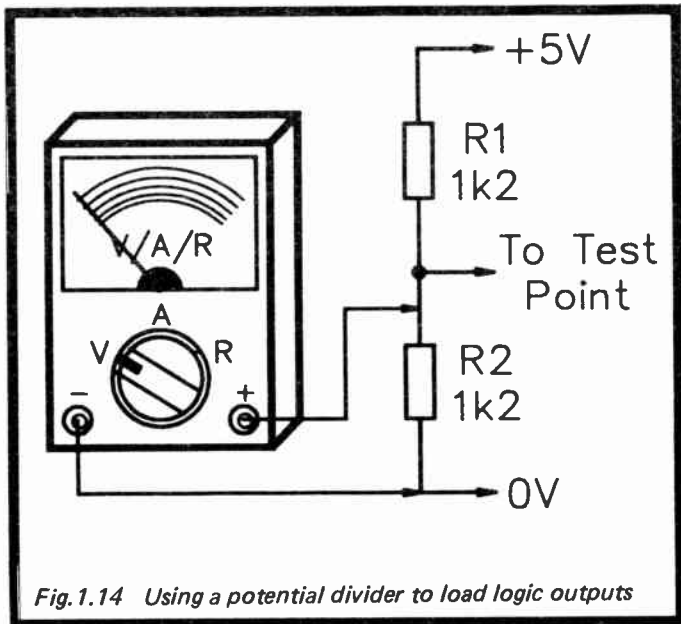 +5V
R1
1k2
V/A/R
To Test
Point
A
V
R
R2
1k2
-
+
0V
Fig.1.14 Using a potential divider to load logic outputs